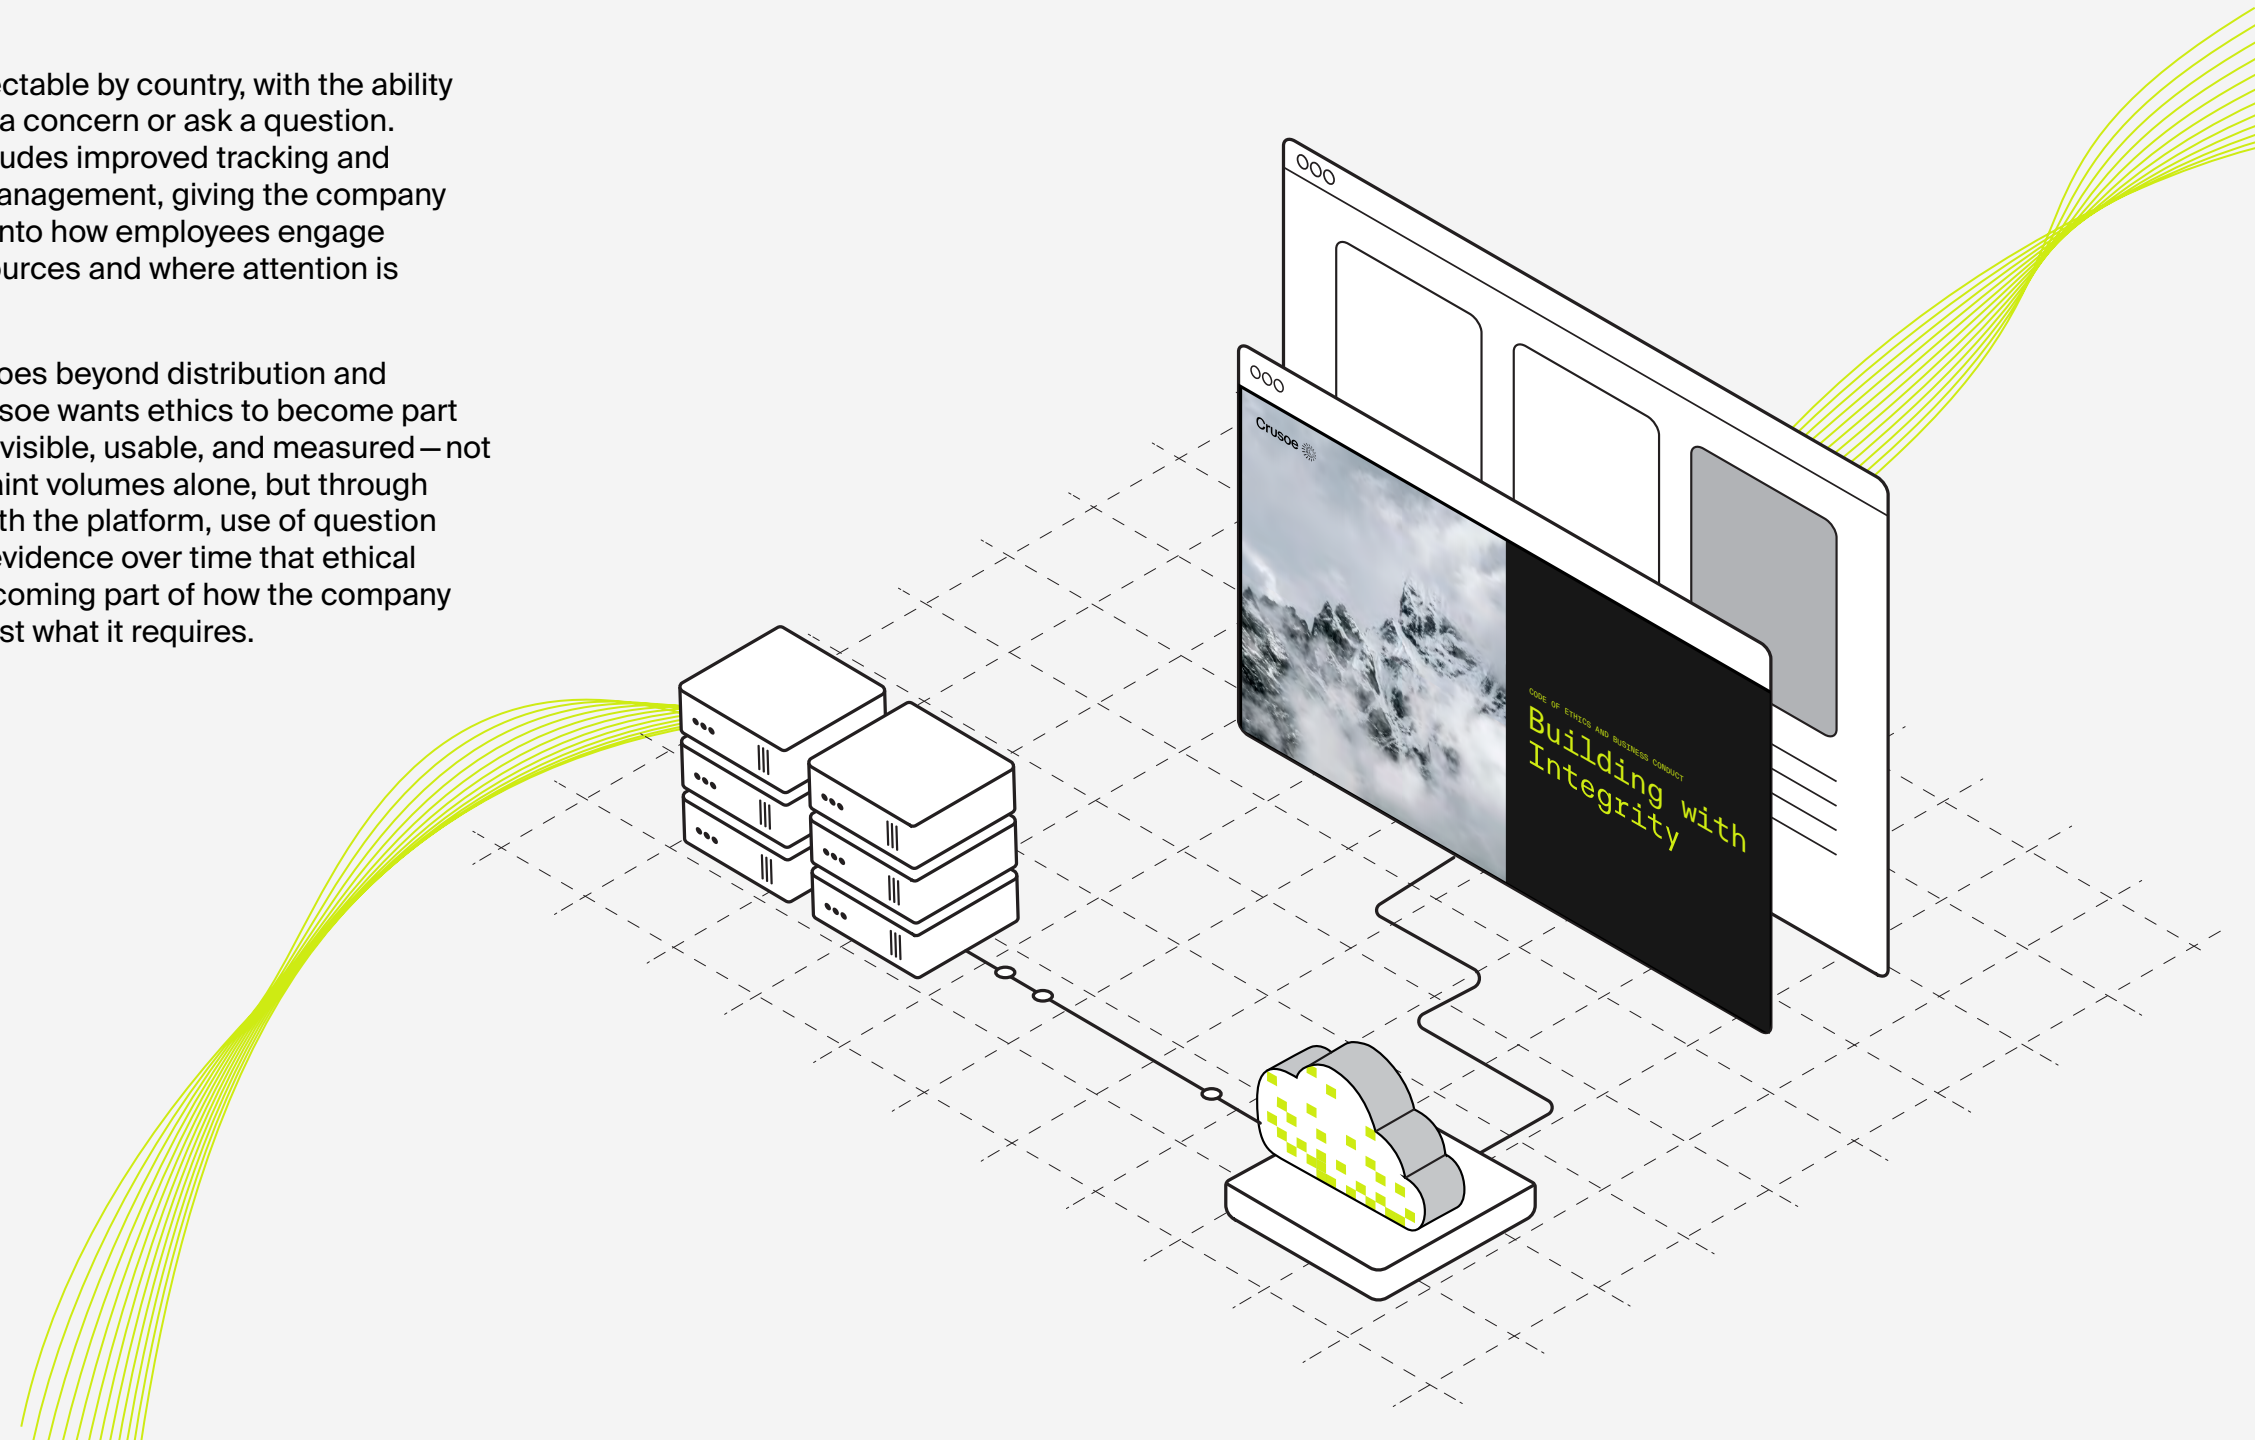 ctable by country, with the ability
a concern or ask a question.
udes improved tracking and
anagement, giving the company
nto how employees engage
urces and where attention is
oes beyond distribution and
soe wants ethics to become part
visible, usable, and measured — not
int volumes alone, but through
th the platform, use of question
evidence over time that ethical
coming part of how the company
st what it requires.
Crusoe
CODE OF ETHICS AND BUSINESS CONDUCT
Building with
Integrity